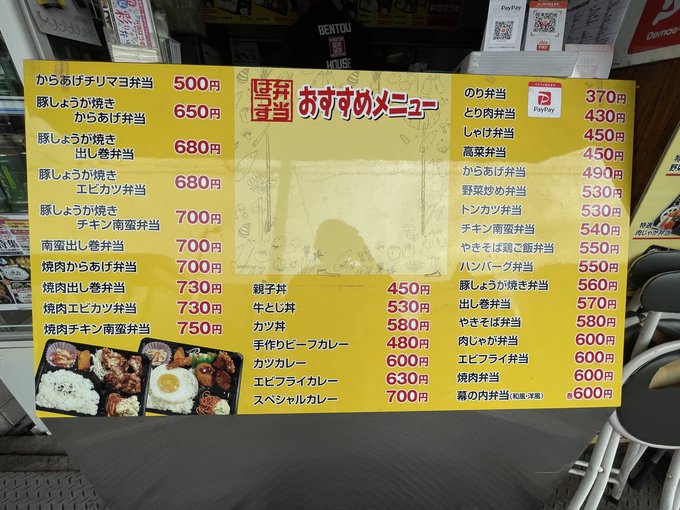 からあげチリマヨ弁当 500円
豚しょうが焼き
からあげ弁当 650円
豚しょうが焼き
出し巻弁当 680円
豚しょうが焼き
エビカツ弁当 680円
豚しょうが焼き
チキン南蛮弁当 700円
南蛮出し巻弁当 700円
焼肉からあげ弁当 700円
焼肉出し巻弁当 730円
焼肉エビカツ弁当 730円
焼肉チキン南蛮弁当 750円
弁当
はうす
おすすめメニュー
親子丼 450円
牛とじ丼 530円
カツ丼 580円
手作りビーフカレー 480円
カツカレー 600円
エビフライカレー 630円
スペシャルカレー 700円
のり弁当 370円
とり肉弁当 430円
しゃけ弁当 450円
高菜弁当 450円
からあげ弁当 490円
野菜炒め弁当 530円
トンカツ弁当 530円
チキン南蛮弁当 540円
やきそば鶏ご飯弁当 550円
ハンバーグ弁当 550円
豚しょうが焼き弁当 560円
出し巻弁当 570円
やきそば弁当 580円
肉じゃが弁当 600円
エビフライ弁当 600円
焼肉弁当 600円
幕の内弁当(和風・洋風) 各600円
PayPay
BENTOU
HOUSE
PayPay
Demae-